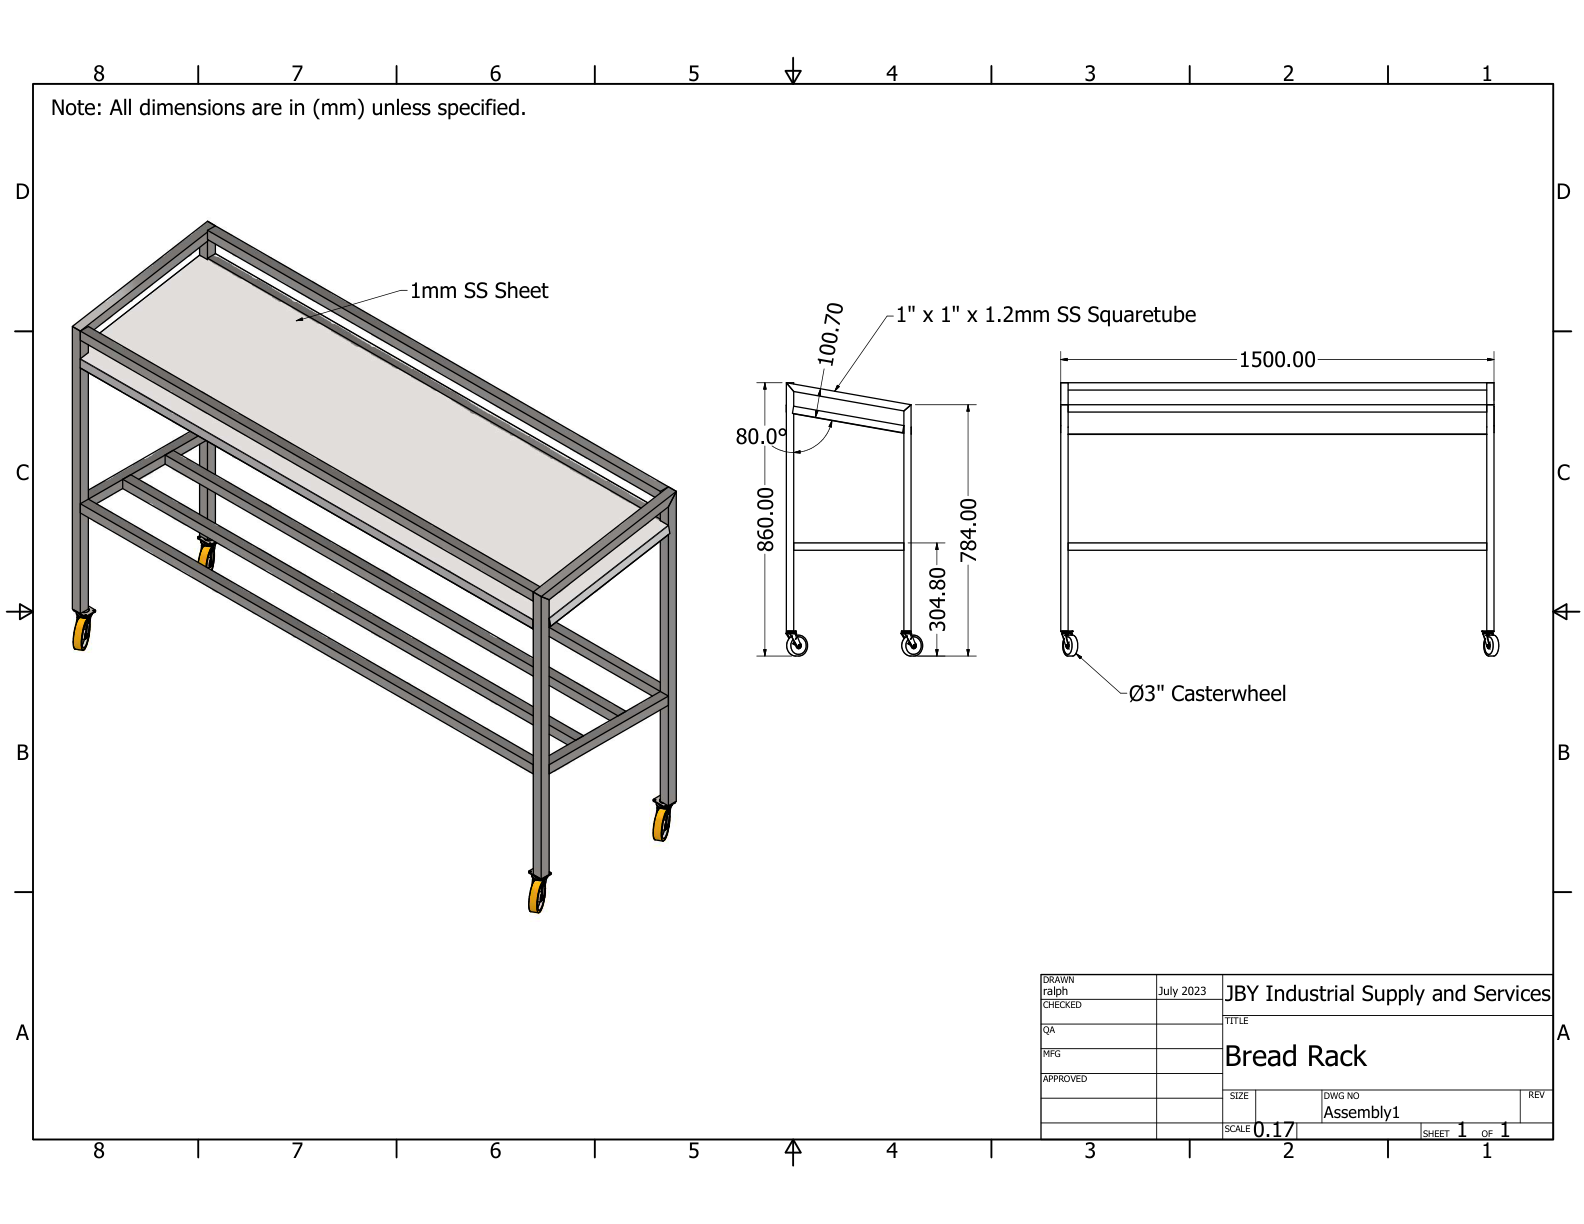 8 7 6 5 4 3 2 1
Note: All dimensions are in (mm) unless specified.
D
D
1mm SS Sheet
1" x 1" x 1.2mm SS Squaretube
100.70
1500.00
80.0°
C
C
860.00
784.00
304.80
Ø3" Casterwheel
B
B
DRAWN
ralph
July 2023
JBY Industrial Supply and Services
CHECKED
TITLE
QA
A
A
Bread Rack
MFG
APPROVED
SIZE
DWG NO
REV
Assembly1
SCALE 0.17
SHEET 1 OF 1
8 7 6 5 4 3 2 1